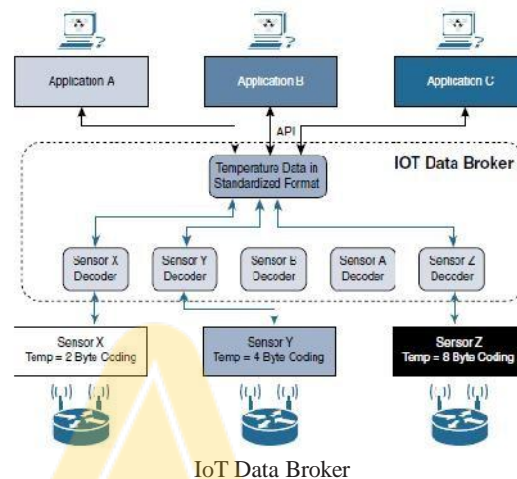 Application A
Application B
Application C
API
IOT Data Broker
Temperature Data in
Standardized Format
Sensor X
Decoder
Sensor Y
Decoder
Sensor B
Decoder
Sensor A
Decoder
Sensor Z
Decoder
Sensor X
Temp = 2 Byte Coding
Sensor Y
Temp = 4 Byte Coding
Sensor Z
Temp = 8 Byte Coding
IoT Data Broker